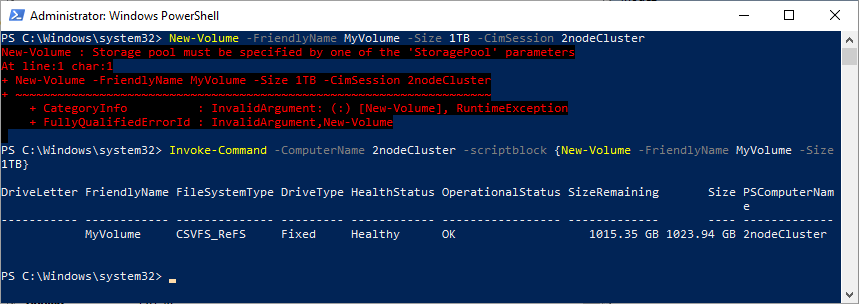 Administrator: Windows PowerShell
PS C:\Windows\system32> New-Volume -FriendlyName MyVolume -Size 1TB -CimSession 2nodeCluster
New-Volume : Storage pool must be specified by one of the 'StoragePool' parameters
At line:1 char:1
+ New-Volume -FriendlyName MyVolume -Size 1TB -CimSession 2nodeCluster
+ ~~~~~~~~~~~~~~~~~~~~~~~~~~~~~~~~~~~~~~~~~~~~~~~~~~~~~~~~~~~~~~~~~~~~
+ CategoryInfo : InvalidArgument: (:) [New-Volume], RuntimeException
+ FullyQualifiedErrorId : InvalidArgument,New-Volume
PS C:\Windows\system32> Invoke-Command -ComputerName 2nodeCluster -scriptblock {New-Volume -FriendlyName MyVolume -Size
1TB}
DriveLetter FriendlyName FileSystemType DriveType HealthStatus OperationalStatus SizeRemaining Size PSComputerNam
e
----------- ------------ -------------- --------- ------------ ----------------- ------------- ---- -------------
MyVolume CSVFS_ReFS Fixed Healthy OK 1015.35 GB 1023.94 GB 2nodeCluster
PS C:\Windows\system32> _